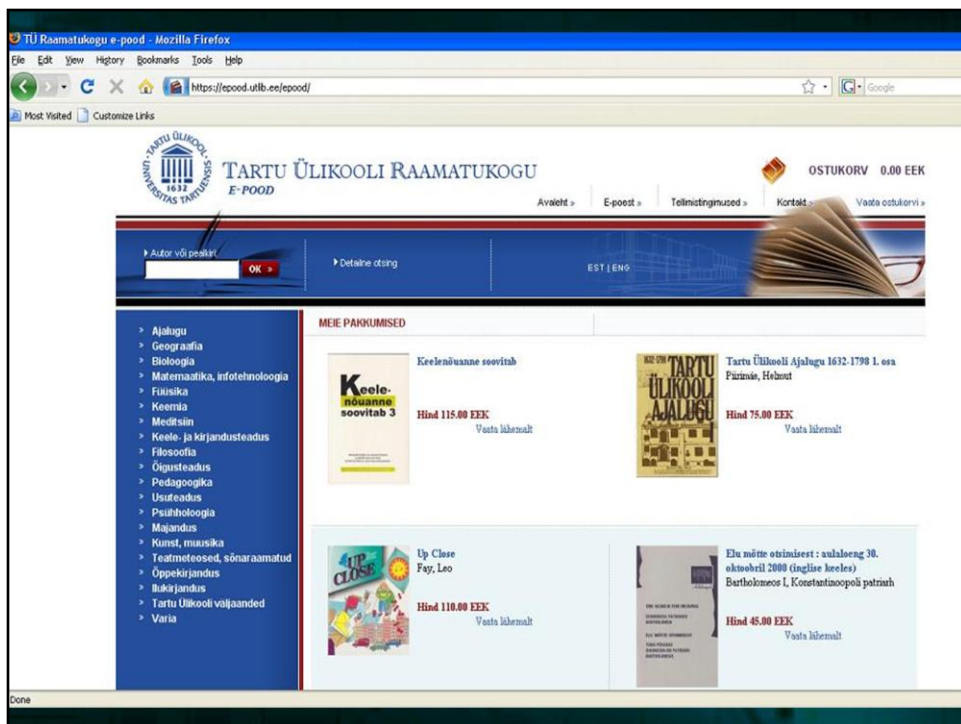 TÜ Raamatukogu e-pood - Mozilla Firefox
File Edit View History Bookmarks Tools Help
https://epood.utlib.ee/epood/
Google
Most Visited Customize Links
TARTU ÜLIKOOL
UNIVERSITAS TARTUENSIS
1632
TARTU ÜLIKOOLI RAAMATUKOGU
E-POOD
OSTUKORV 0.00 EEK
Avaleht » E-poest » Tellimistingimused » Kontakt » Vaata ostukorvi »
Autor või pealkiri:
OK »
Detailne otsing
EST | ENG
» Ajalugu
» Geograafia
» Bioloogia
» Matemaatika, infotehnoloogia
» Füüsika
» Keemia
» Meditsiin
» Keele- ja kirjandusteadus
» Filosoofia
» Õigusteadus
» Pedagoogika
» Usuteadus
» Psühholoogia
» Majandus
» Kunst, muusika
» Teatmeteosed, sõnaraamatud
» Õppekirjandus
» Ilukirjandus
» Tartu Ülikooli väljaanded
» Varia
MEIE PAKKUMISED
Keele-
nõuanne
soovitab 3
Keelenõuanne soovitab
Hind 115.00 EEK
Vaata lähemalt
1632-1798 TARTU
ÜLIKOOLI
AJALUGU
Tartu Ülikooli Ajalugu 1632-1798 1. osa
Piirimäe, Helmut
Hind 75.00 EEK
Vaata lähemalt
UP
CLOSE
Up Close
Fay, Leo
Hind 110.00 EEK
Vaata lähemalt
Elu mõtte otsimisest : aulaloeng 30.
oktoobril 2000 (inglise keeles)
Bartholomeos I, Konstantinoopoli patriarh
Hind 45.00 EEK
Vaata lähemalt
Done